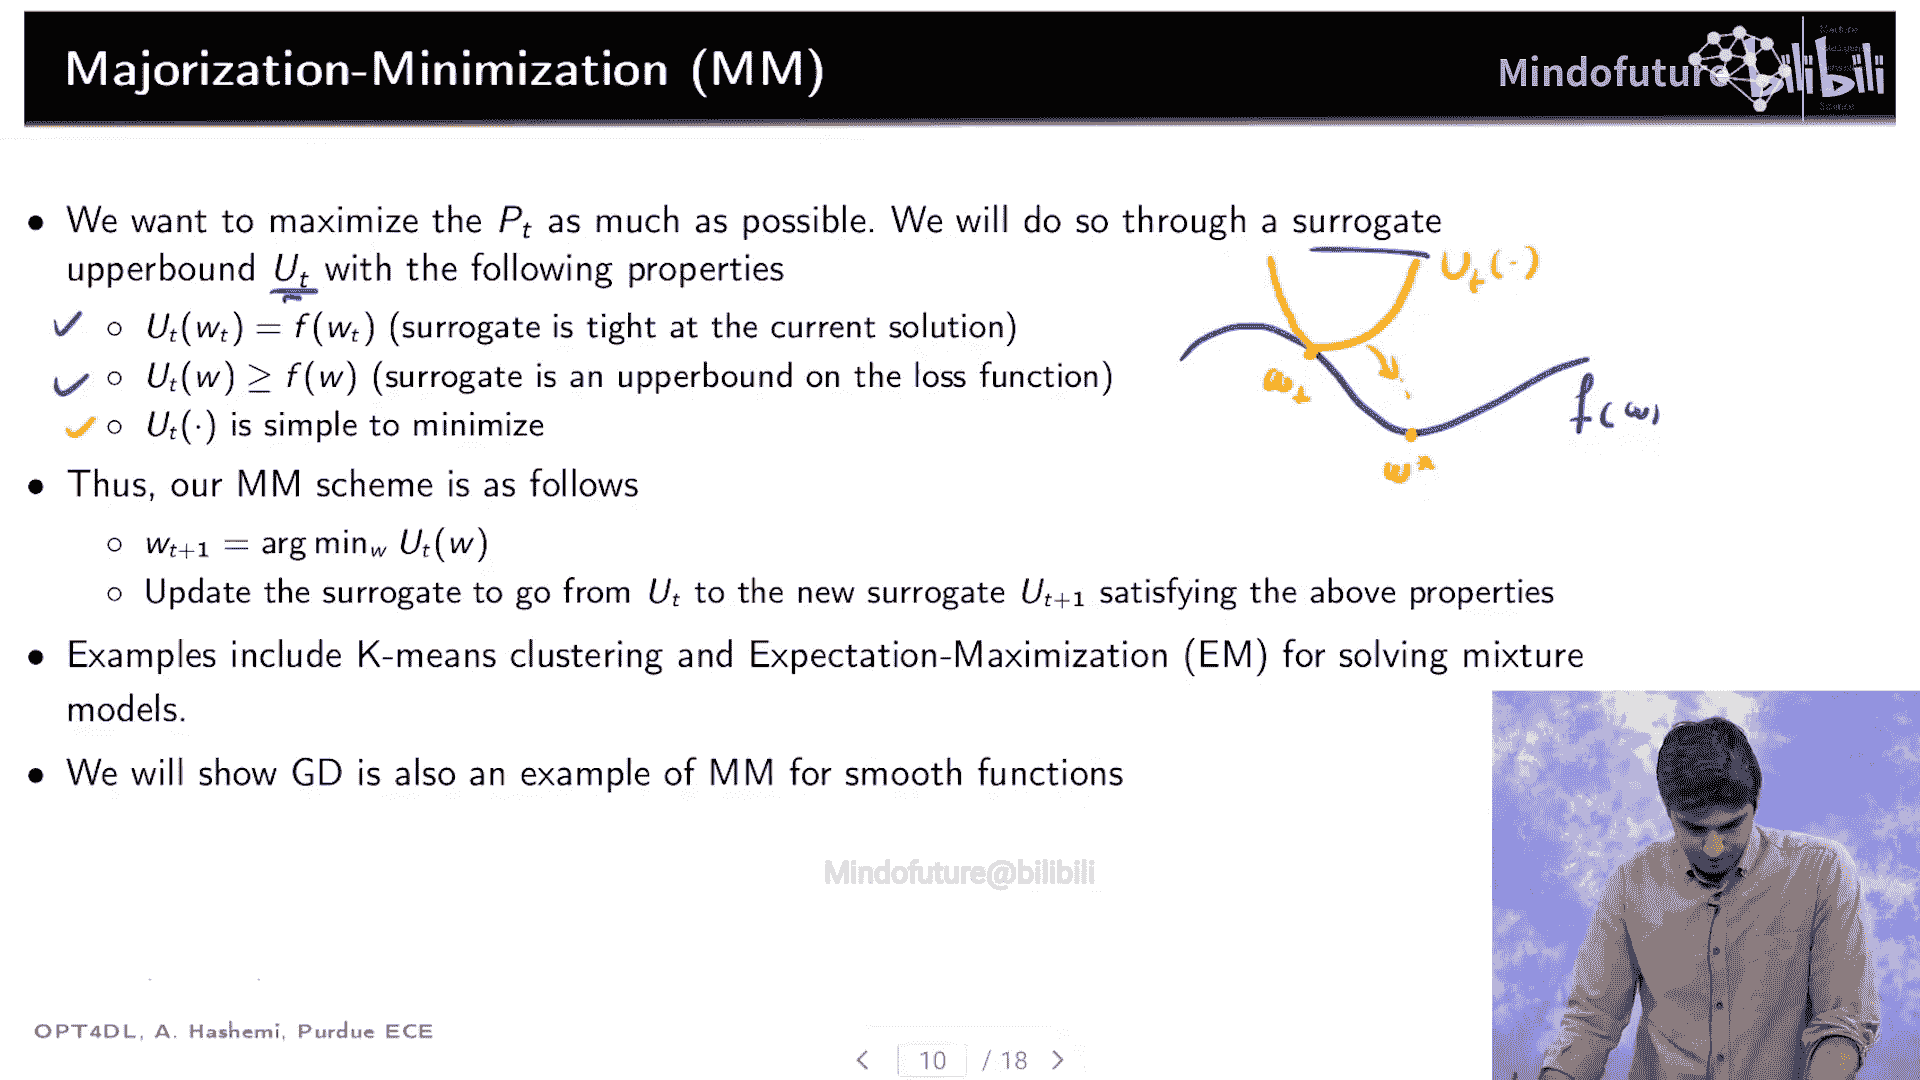 Majorization-Minimization (MM)
Mindofuture bilibili
• We want to maximize the Pₜ as much as possible. We will do so through a surrogate
upperbound Uₜ with the following properties
Uₜ(·)
○ Uₜ(wₜ) = f(wₜ) (surrogate is tight at the current solution)
○ Uₜ(w) ≥ f(w) (surrogate is an upperbound on the loss function)
wₜ
f(w)
○ Uₜ(·) is simple to minimize
w*
• Thus, our MM scheme is as follows
○ wₜ₊₁ = arg min_w Uₜ(w)
○ Update the surrogate to go from Uₜ to the new surrogate Uₜ₊₁ satisfying the above properties
• Examples include K-means clustering and Expectation-Maximization (EM) for solving mixture
models.
• We will show GD is also an example of MM for smooth functions
Mindofuture@bilibili
OPT4DL, A. Hashemi, Purdue ECE
< 10 / 18 >